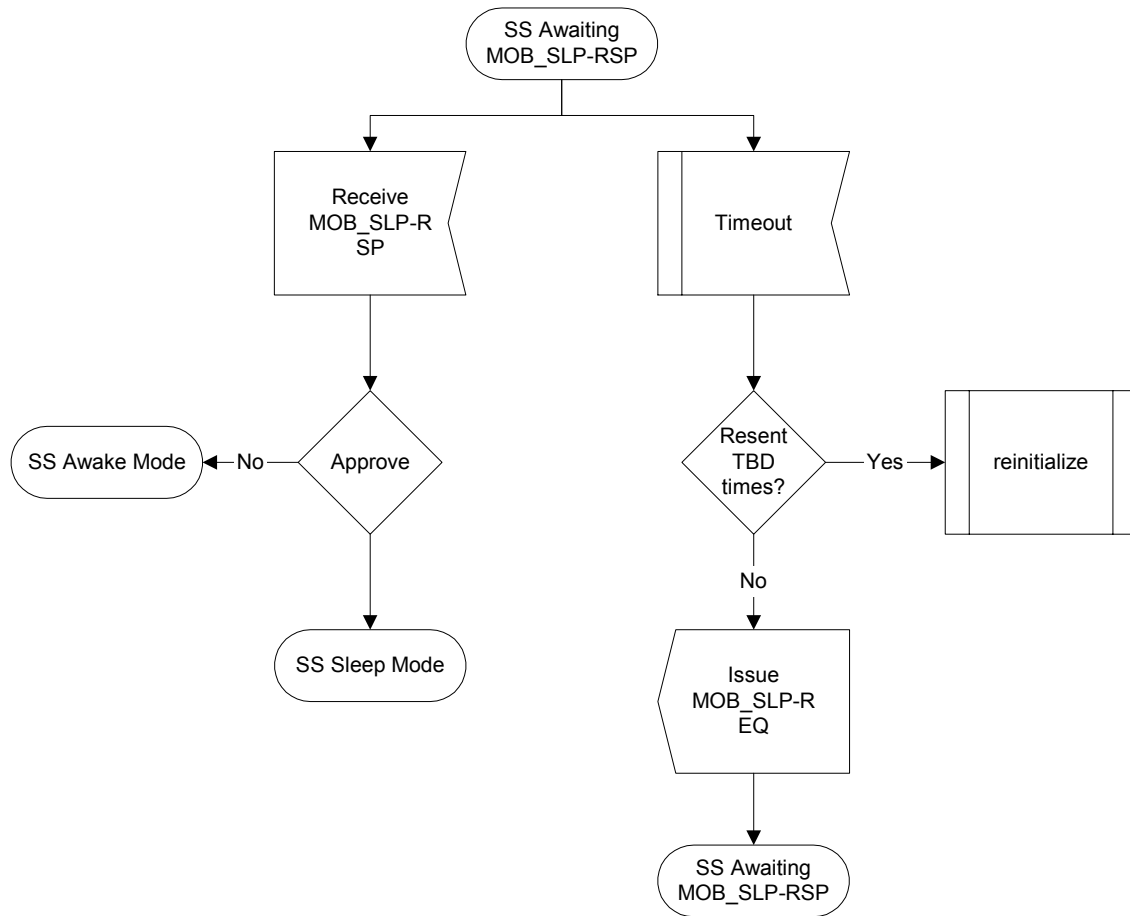 SS Awaiting
MOB_SLP-RSP
Receive
MOB_SLP-R
SP
Timeout
SS Awake Mode
No
Approve
Resent
TBD
times?
Yes
reinitialize
No
SS Sleep Mode
Issue
MOB_SLP-R
EQ
SS Awaiting
MOB_SLP-RSP